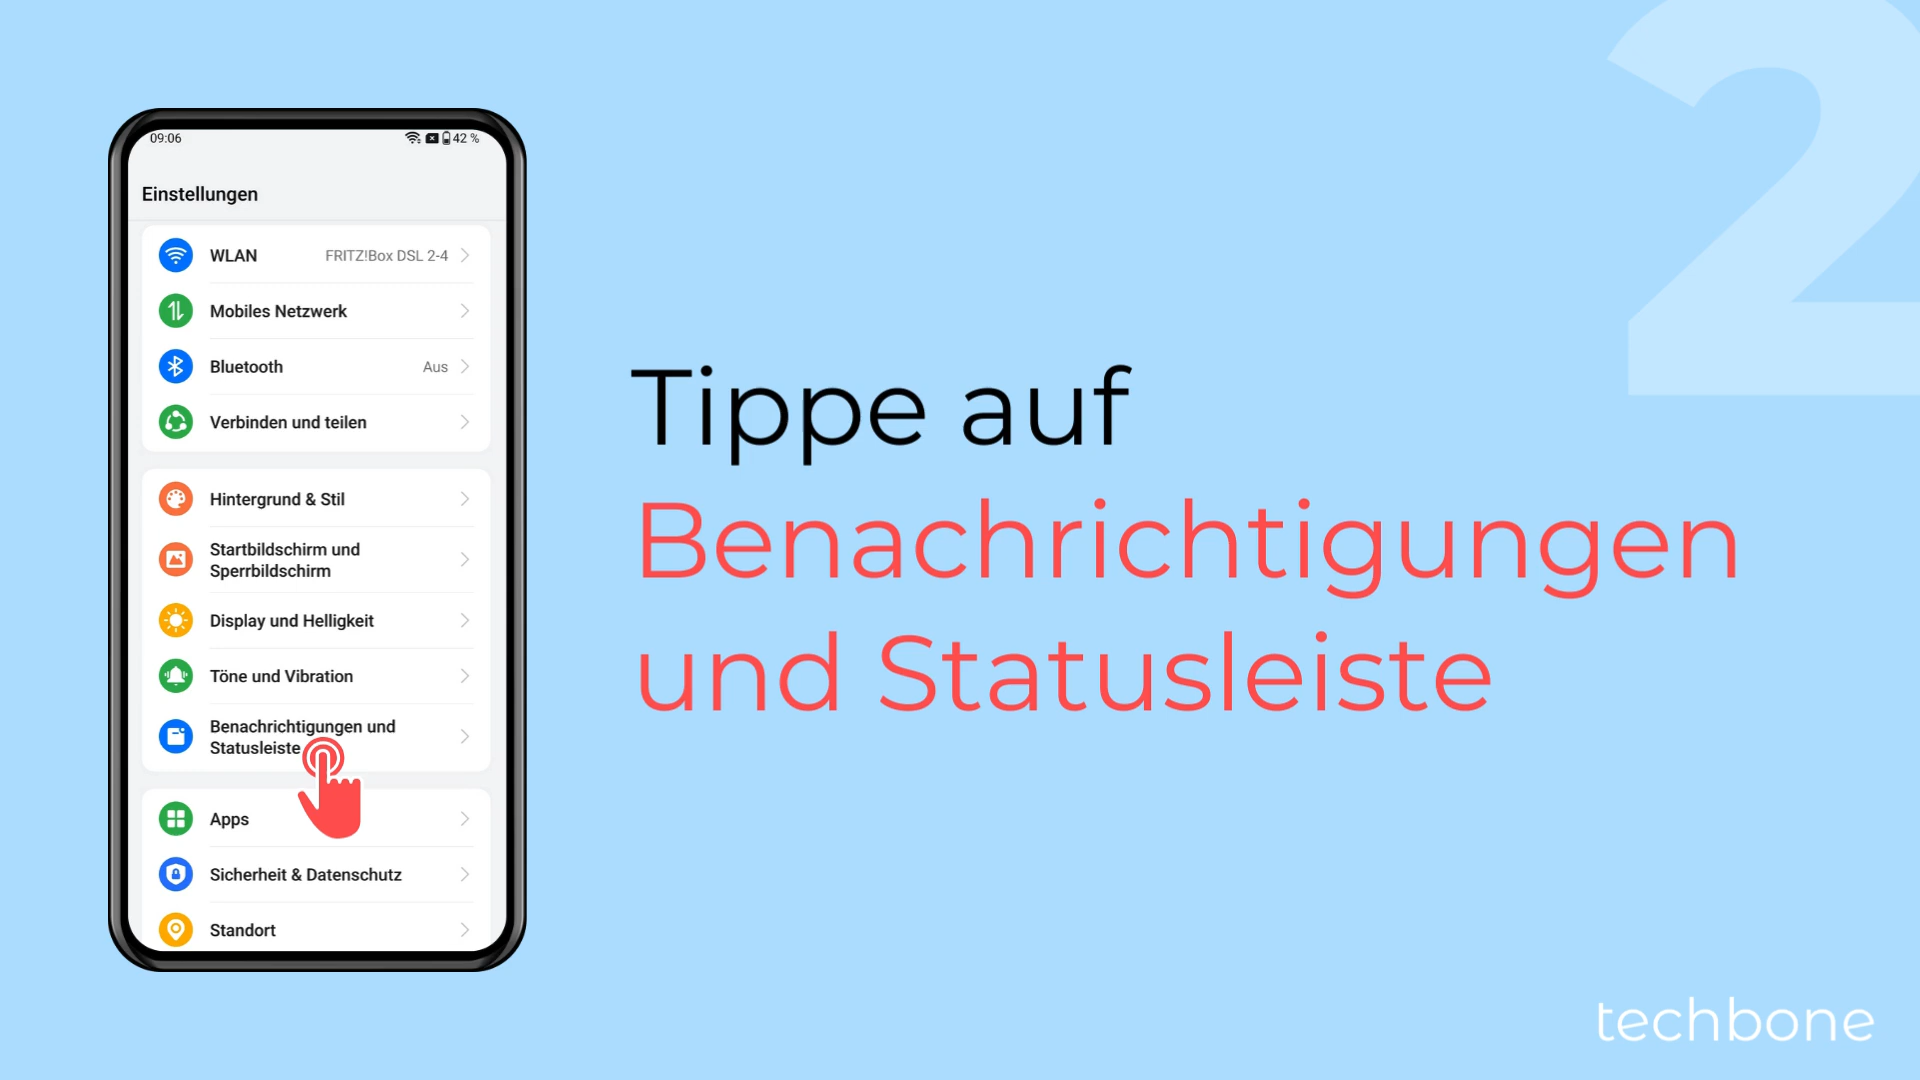 2
09:06 42 %
Einstellungen
WLAN FRITZ!Box DSL 2-4
Mobiles Netzwerk
Bluetooth Aus
Verbinden und teilen
Hintergrund & Stil
Startbildschirm und
Sperrbildschirm
Display und Helligkeit
Töne und Vibration
Benachrichtigungen und
Statusleiste
Apps
Sicherheit & Datenschutz
Standort
Tippe auf
Benachrichtigungen
und Statusleiste
techbone